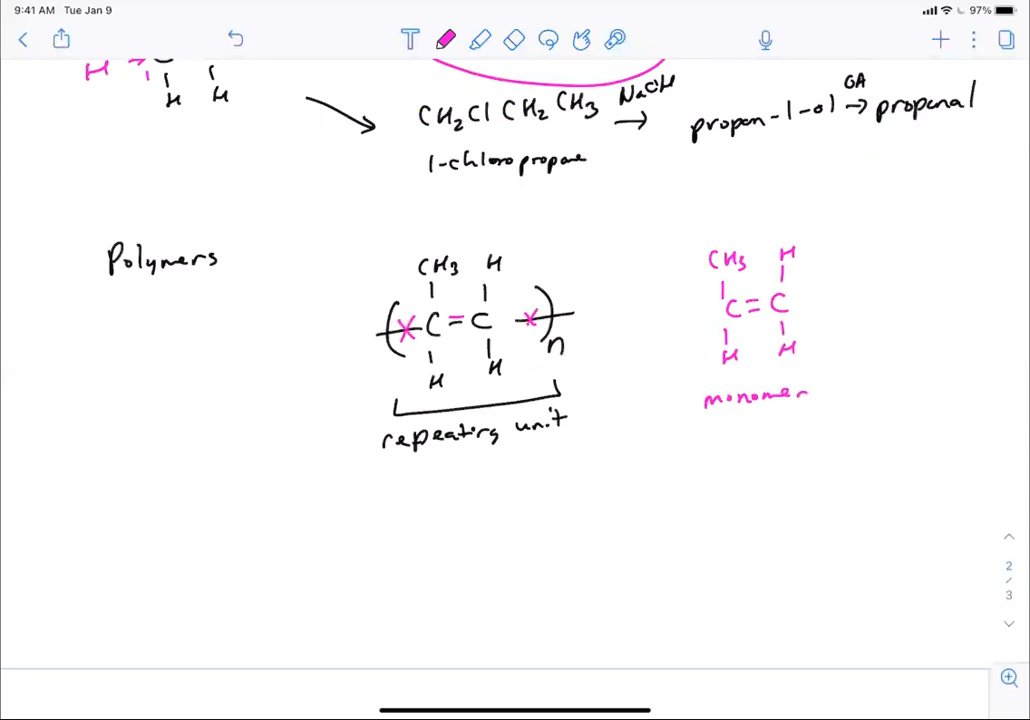 9:41 AM Tue Jan 9
97%
H
H H
CH2Cl CH2 CH3 NaOH → propan-1-ol OA → propanal
1-chloropropane
Polymers
CH3 H
C = C
n
H H
repeating unit
CH3 H
C = C
H H
monomer
2
/
3